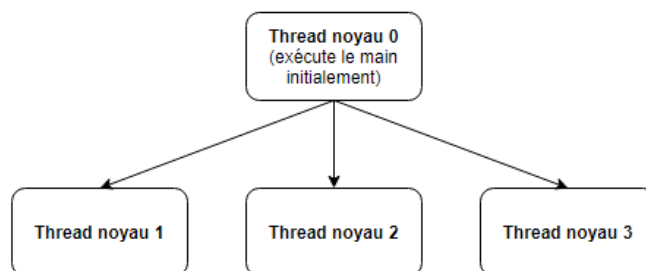 Thread noyau 0
(exécute le main
initialement)
Thread noyau 1
Thread noyau 2
Thread noyau 3